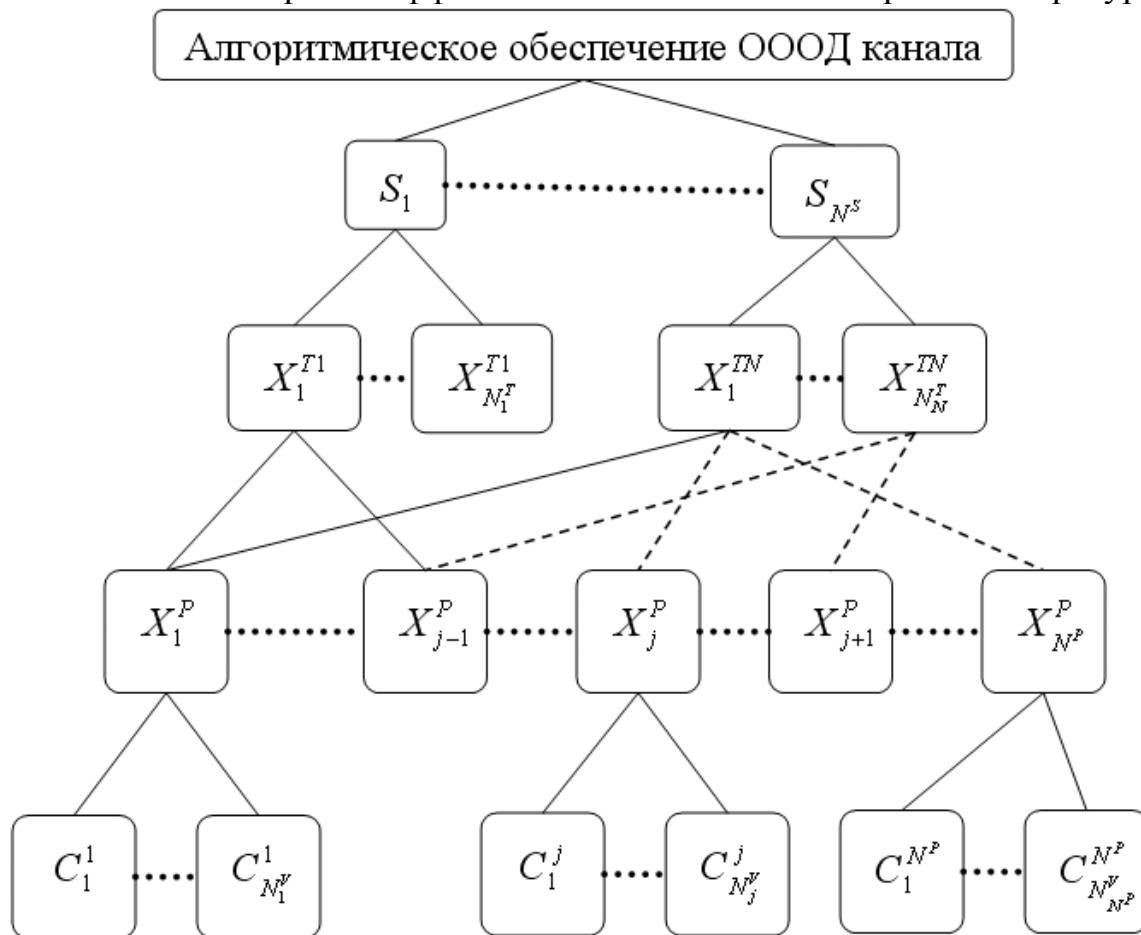 Алгоритмическое обеспечение ОООД канала
S_1 S_{N^S}
X_1^{T1} X_{N_1^T}^{T1} X_1^{TN} X_{N_N^T}^{TN}
X_1^P X_{j-1}^P X_j^P X_{j+1}^P X_{N^P}^P
C_1^1 C_{N_1^V}^1 C_1^j C_{N_j^V}^j C_1^{N^P} C_{N_{N^P}^V}^{N^P}